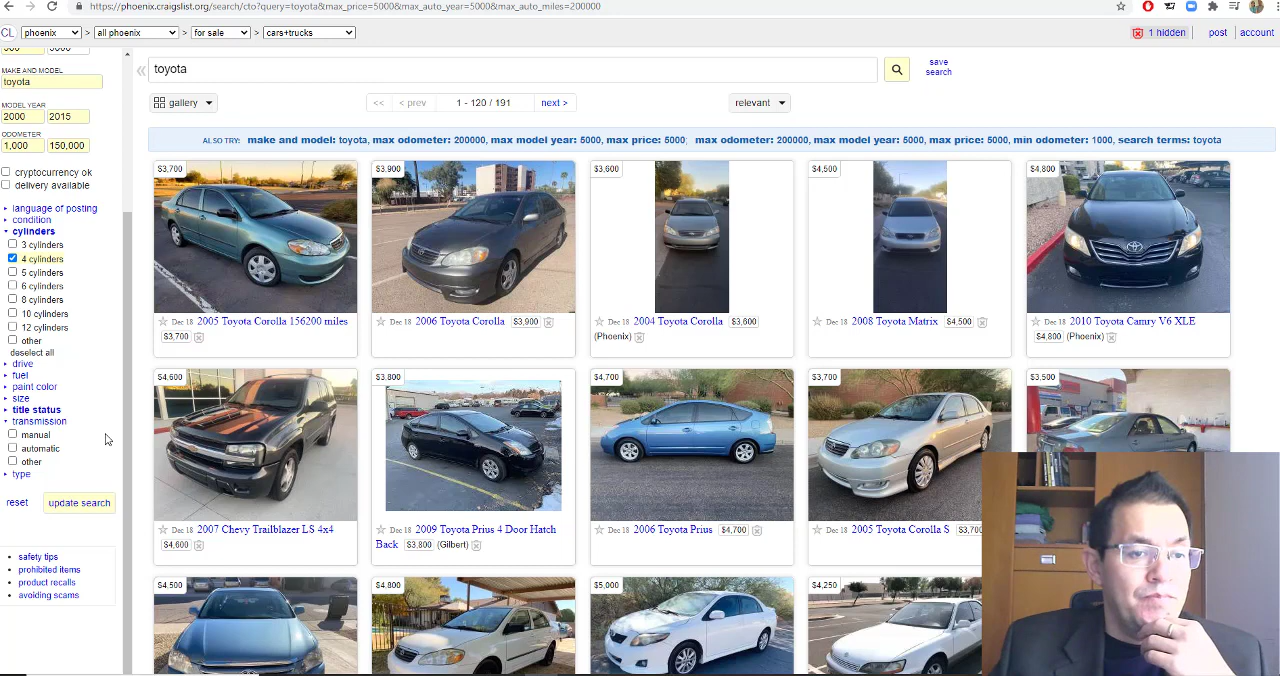 https://phoenix.craigslist.org/search/cto?query=toyota&max_price=5000&max_auto_year=5000&max_auto_miles=200000
CL phoenix > all phoenix > for sale > cars+trucks
1 hidden post account
MAKE AND MODEL
toyota
MODEL YEAR
2000 2015
ODOMETER
1,000 150,000
cryptocurrency ok
delivery available
language of posting
condition
cylinders
3 cylinders
4 cylinders
5 cylinders
6 cylinders
8 cylinders
10 cylinders
12 cylinders
other
deselect all
drive
fuel
paint color
size
title status
transmission
manual
automatic
other
type
reset update search
safety tips
prohibited items
product recalls
avoiding scams
toyota
save
search
gallery << < prev 1 - 120 / 191 next > relevant
ALSO TRY: make and model: toyota, max odometer: 200000, max model year: 5000, max price: 5000; max odometer: 200000, max model year: 5000, max price: 5000, min odometer: 1000, search terms: toyota
$3,700 $3,900 $3,600 $4,500 $4,800
Dec 18 2005 Toyota Corolla 156200 miles
$3,700
Dec 18 2006 Toyota Corolla $3,900
Dec 18 2004 Toyota Corolla $3,600
(Phoenix)
Dec 18 2008 Toyota Matrix $4,500
Dec 18 2010 Toyota Camry V6 XLE
$4,800 (Phoenix)
$4,600 $3,800 $4,700 $3,700 $3,500
Dec 18 2007 Chevy Trailblazer LS 4x4
$4,600
Dec 18 2009 Toyota Prius 4 Door Hatch
Back $3,800 (Gilbert)
Dec 18 2006 Toyota Prius $4,700
Dec 18 2005 Toyota Corolla S
$4,500 $4,800 $5,000 $4,250